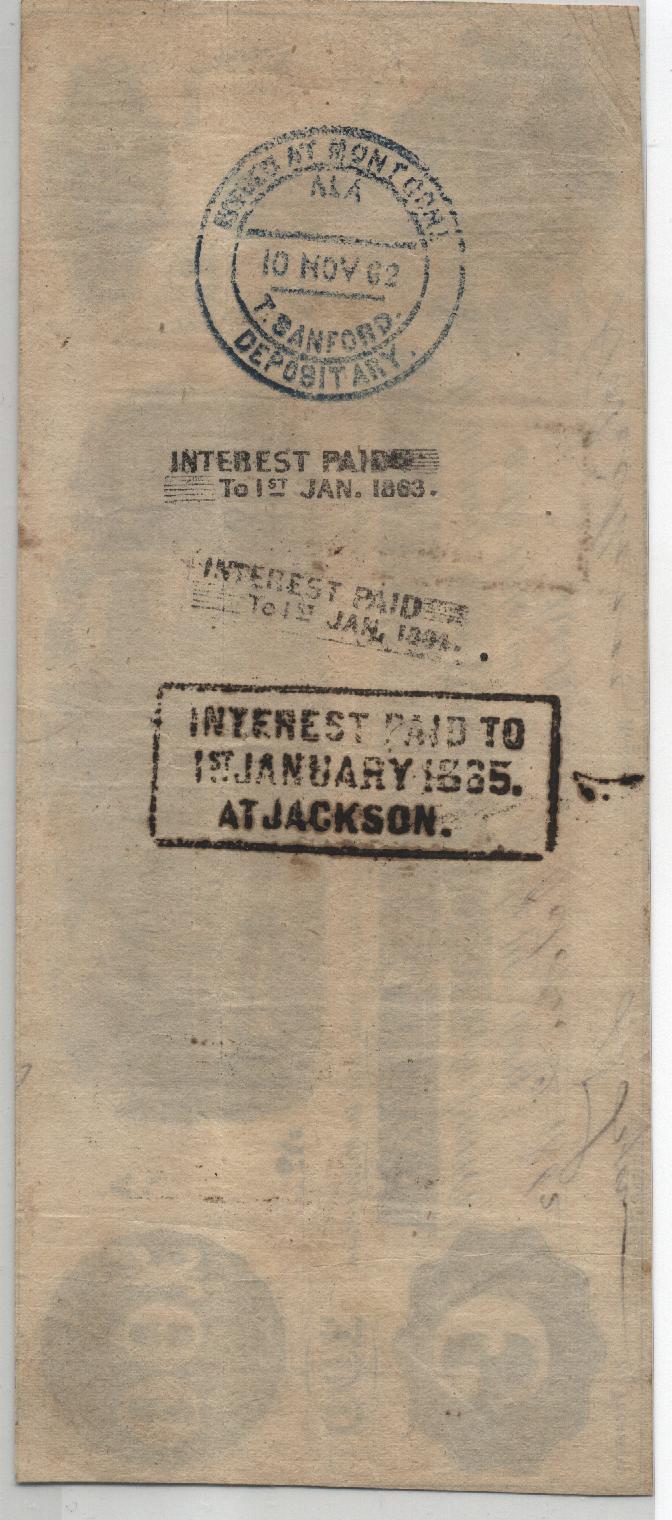 ISSUED AT MONTGOMY
ALA
10 NOV 62
T. SANFORD.
DEPOSITARY.
INTEREST PAID
To 1ST JAN. 1863.
INTEREST PAID
To 1ST JAN. 1864.
INTEREST PAID TO
1ST JANUARY 1865.
AT JACKSON.